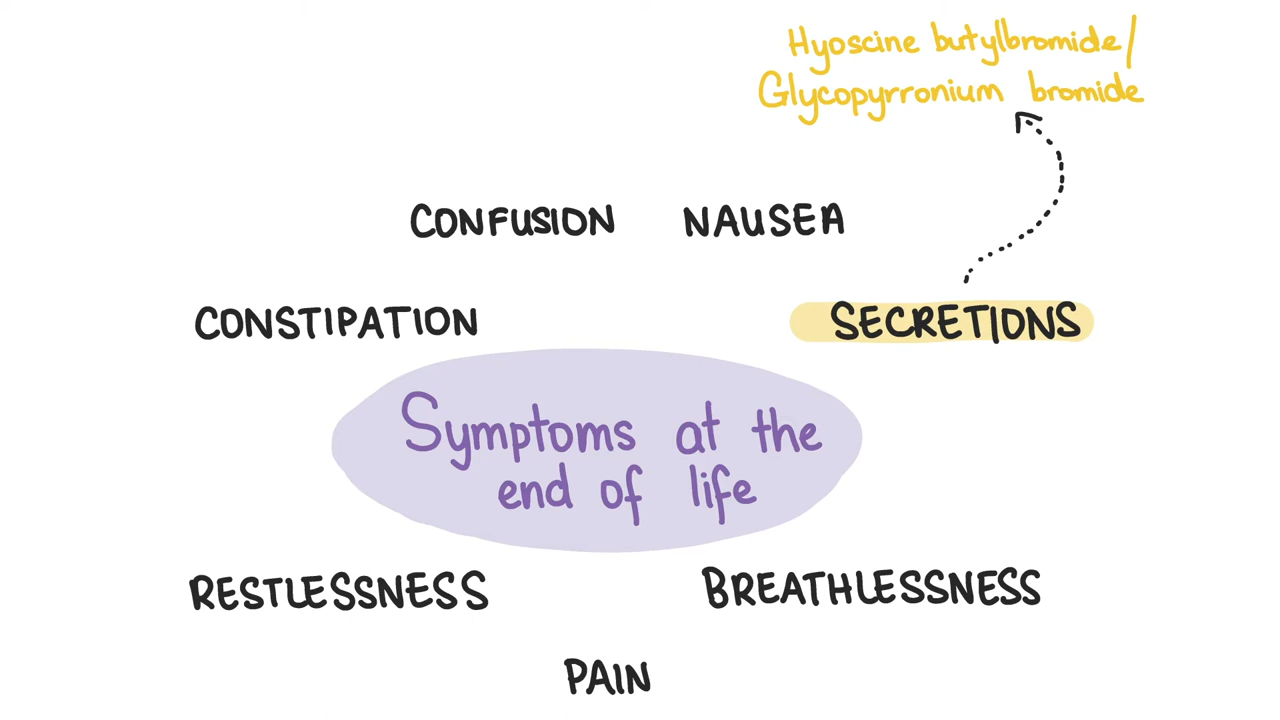 Hyoscine butylbromide/
Glycopyrronium bromide
CONFUSION NAUSEA
CONSTIPATION SECRETIONS
Symptoms at the
end of life
RESTLESSNESS BREATHLESSNESS
PAIN